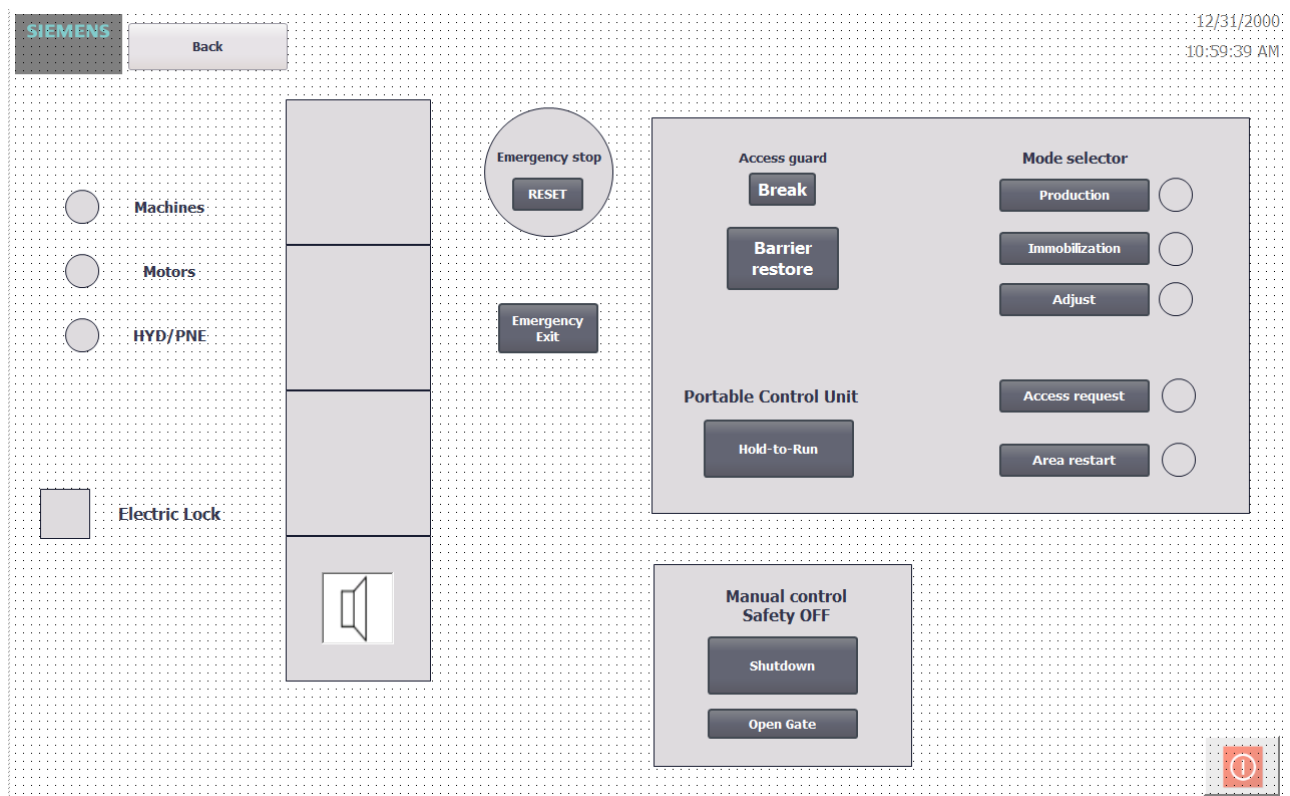 SIEMENS
Back
12/31/2000
10:59:39 AM
Machines
Motors
HYD/PNE
Electric Lock
Emergency stop
RESET
Emergency
Exit
Access guard
Break
Barrier
restore
Portable Control Unit
Hold-to-Run
Mode selector
Production
Immobilization
Adjust
Access request
Area restart
Manual control
Safety OFF
Shutdown
Open Gate